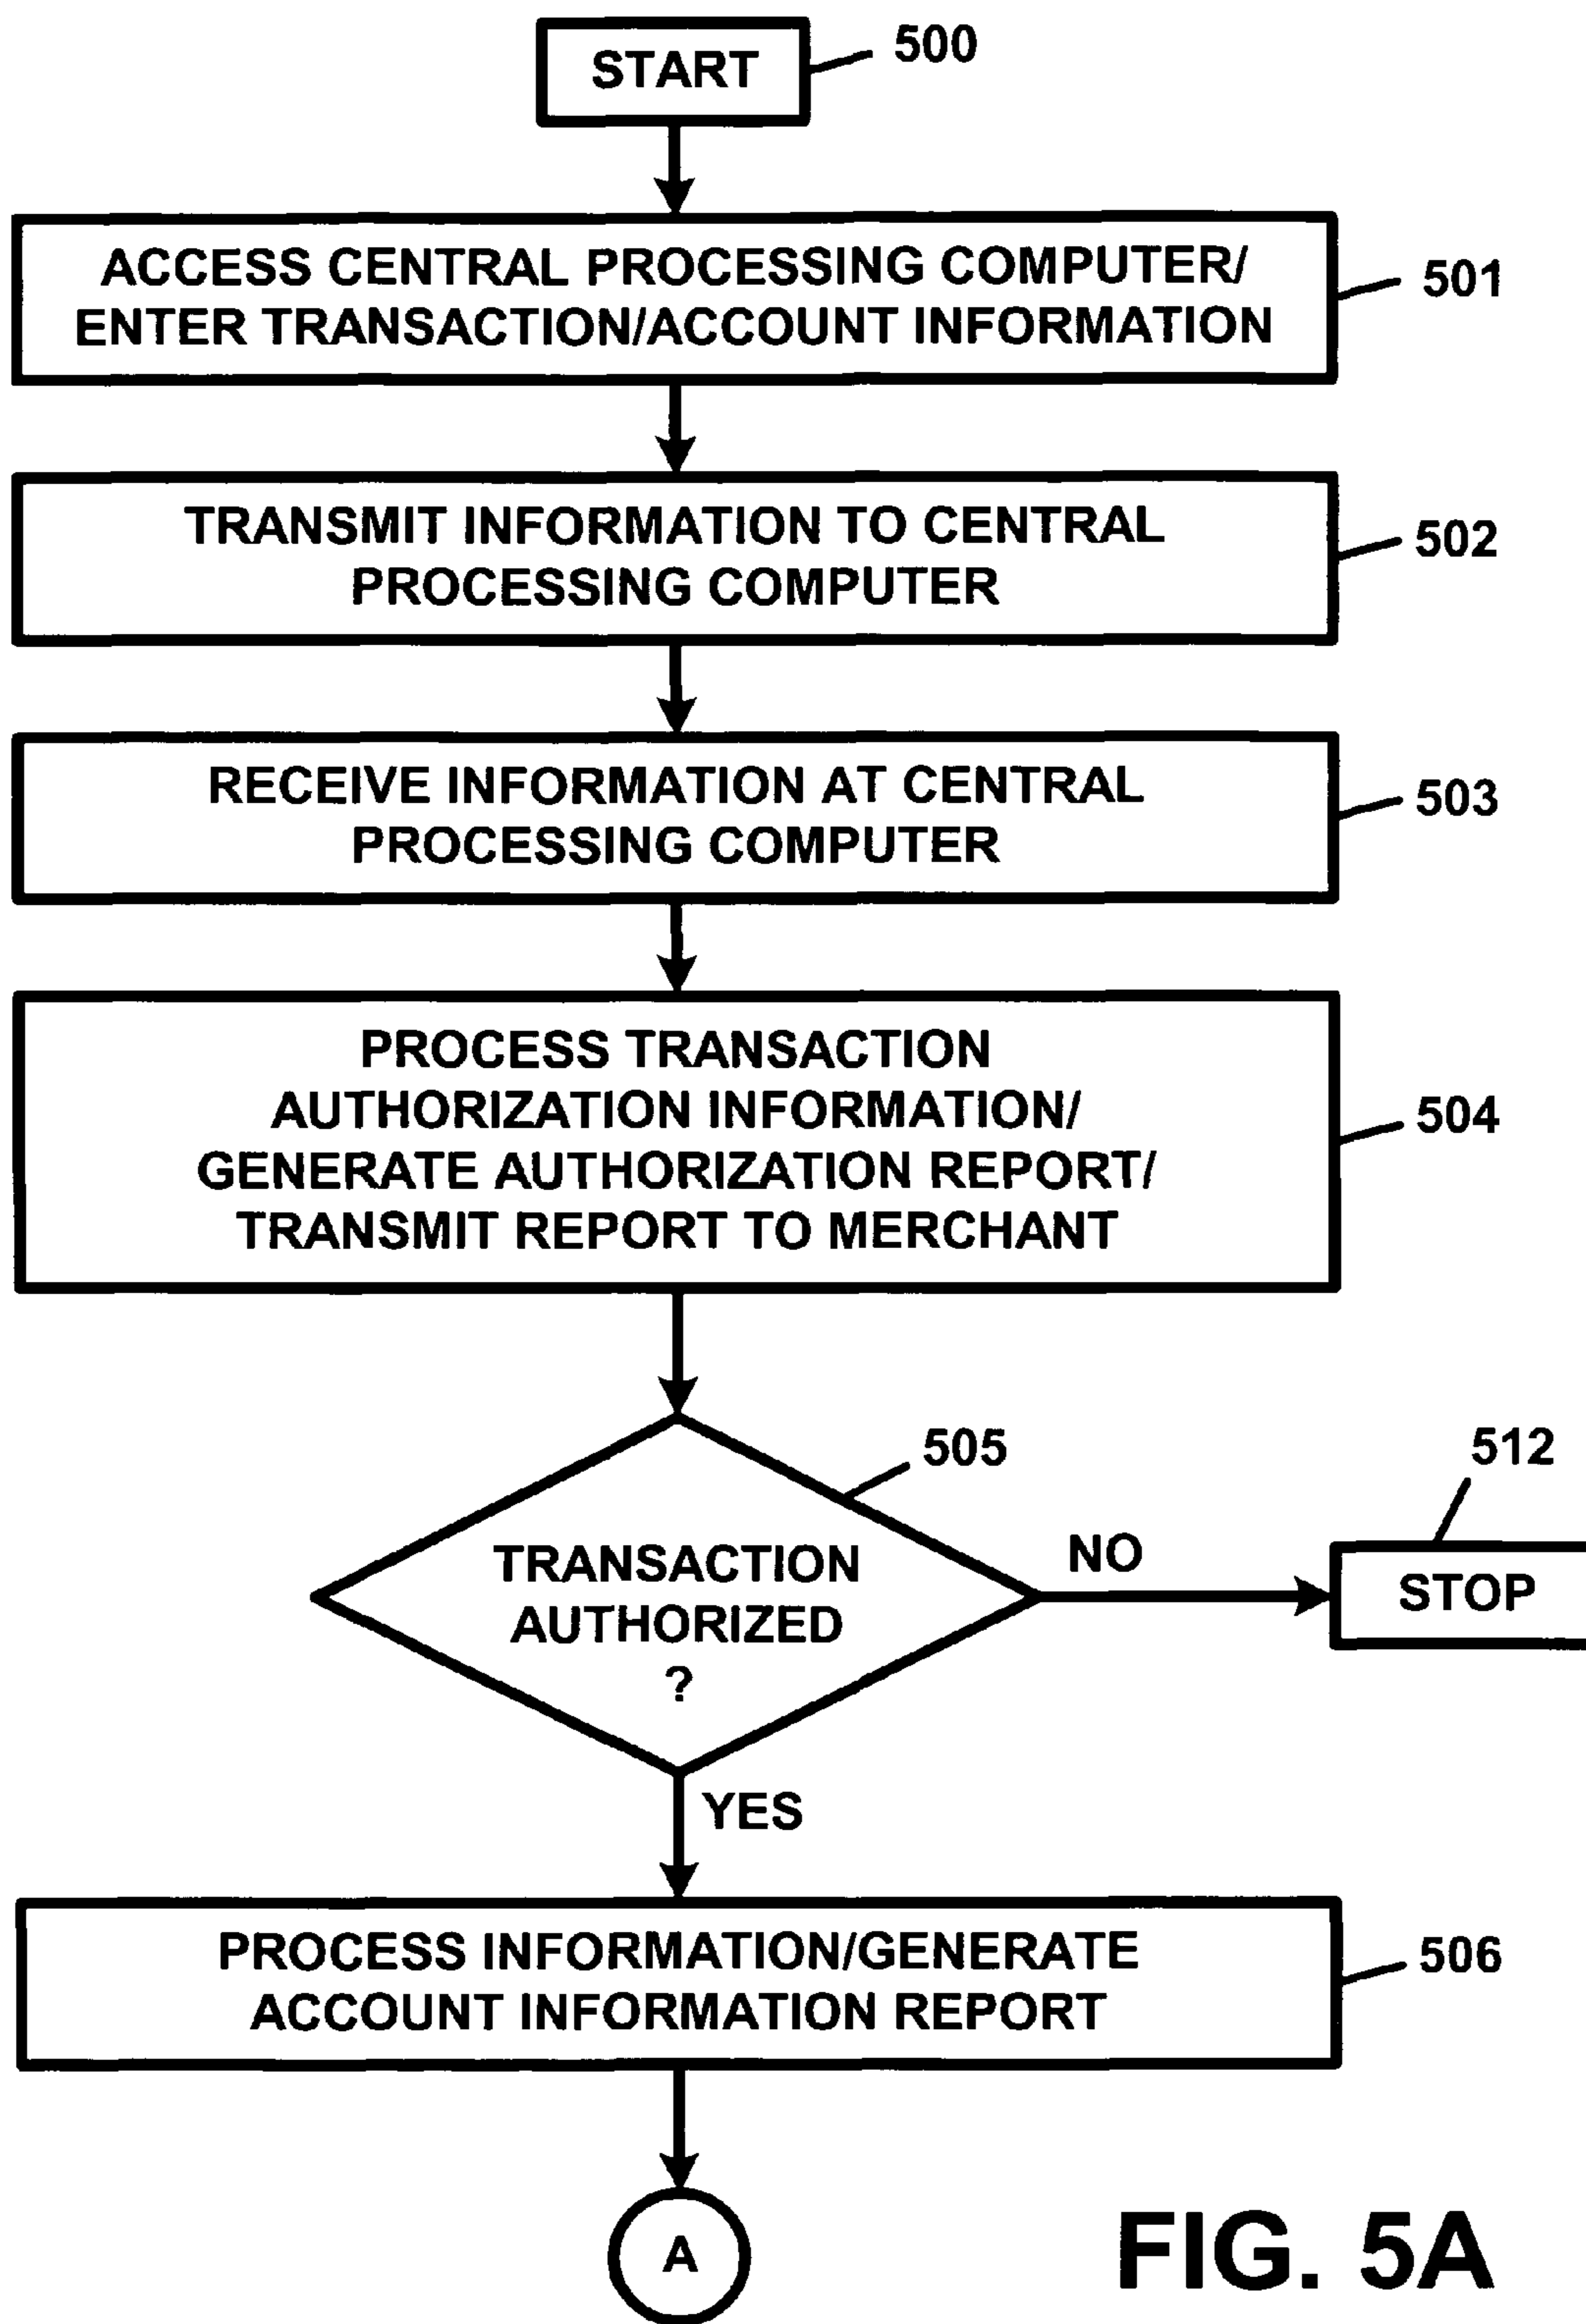 START
500
ACCESS CENTRAL PROCESSING COMPUTER/
ENTER TRANSACTION/ACCOUNT INFORMATION
501
TRANSMIT INFORMATION TO CENTRAL
PROCESSING COMPUTER
502
RECEIVE INFORMATION AT CENTRAL
PROCESSING COMPUTER
503
PROCESS TRANSACTION
AUTHORIZATION INFORMATION/
GENERATE AUTHORIZATION REPORT/
TRANSMIT REPORT TO MERCHANT
504
505
TRANSACTION
AUTHORIZED
?
NO
512
STOP
YES
PROCESS INFORMATION/GENERATE
ACCOUNT INFORMATION REPORT
506
A
FIG. 5A